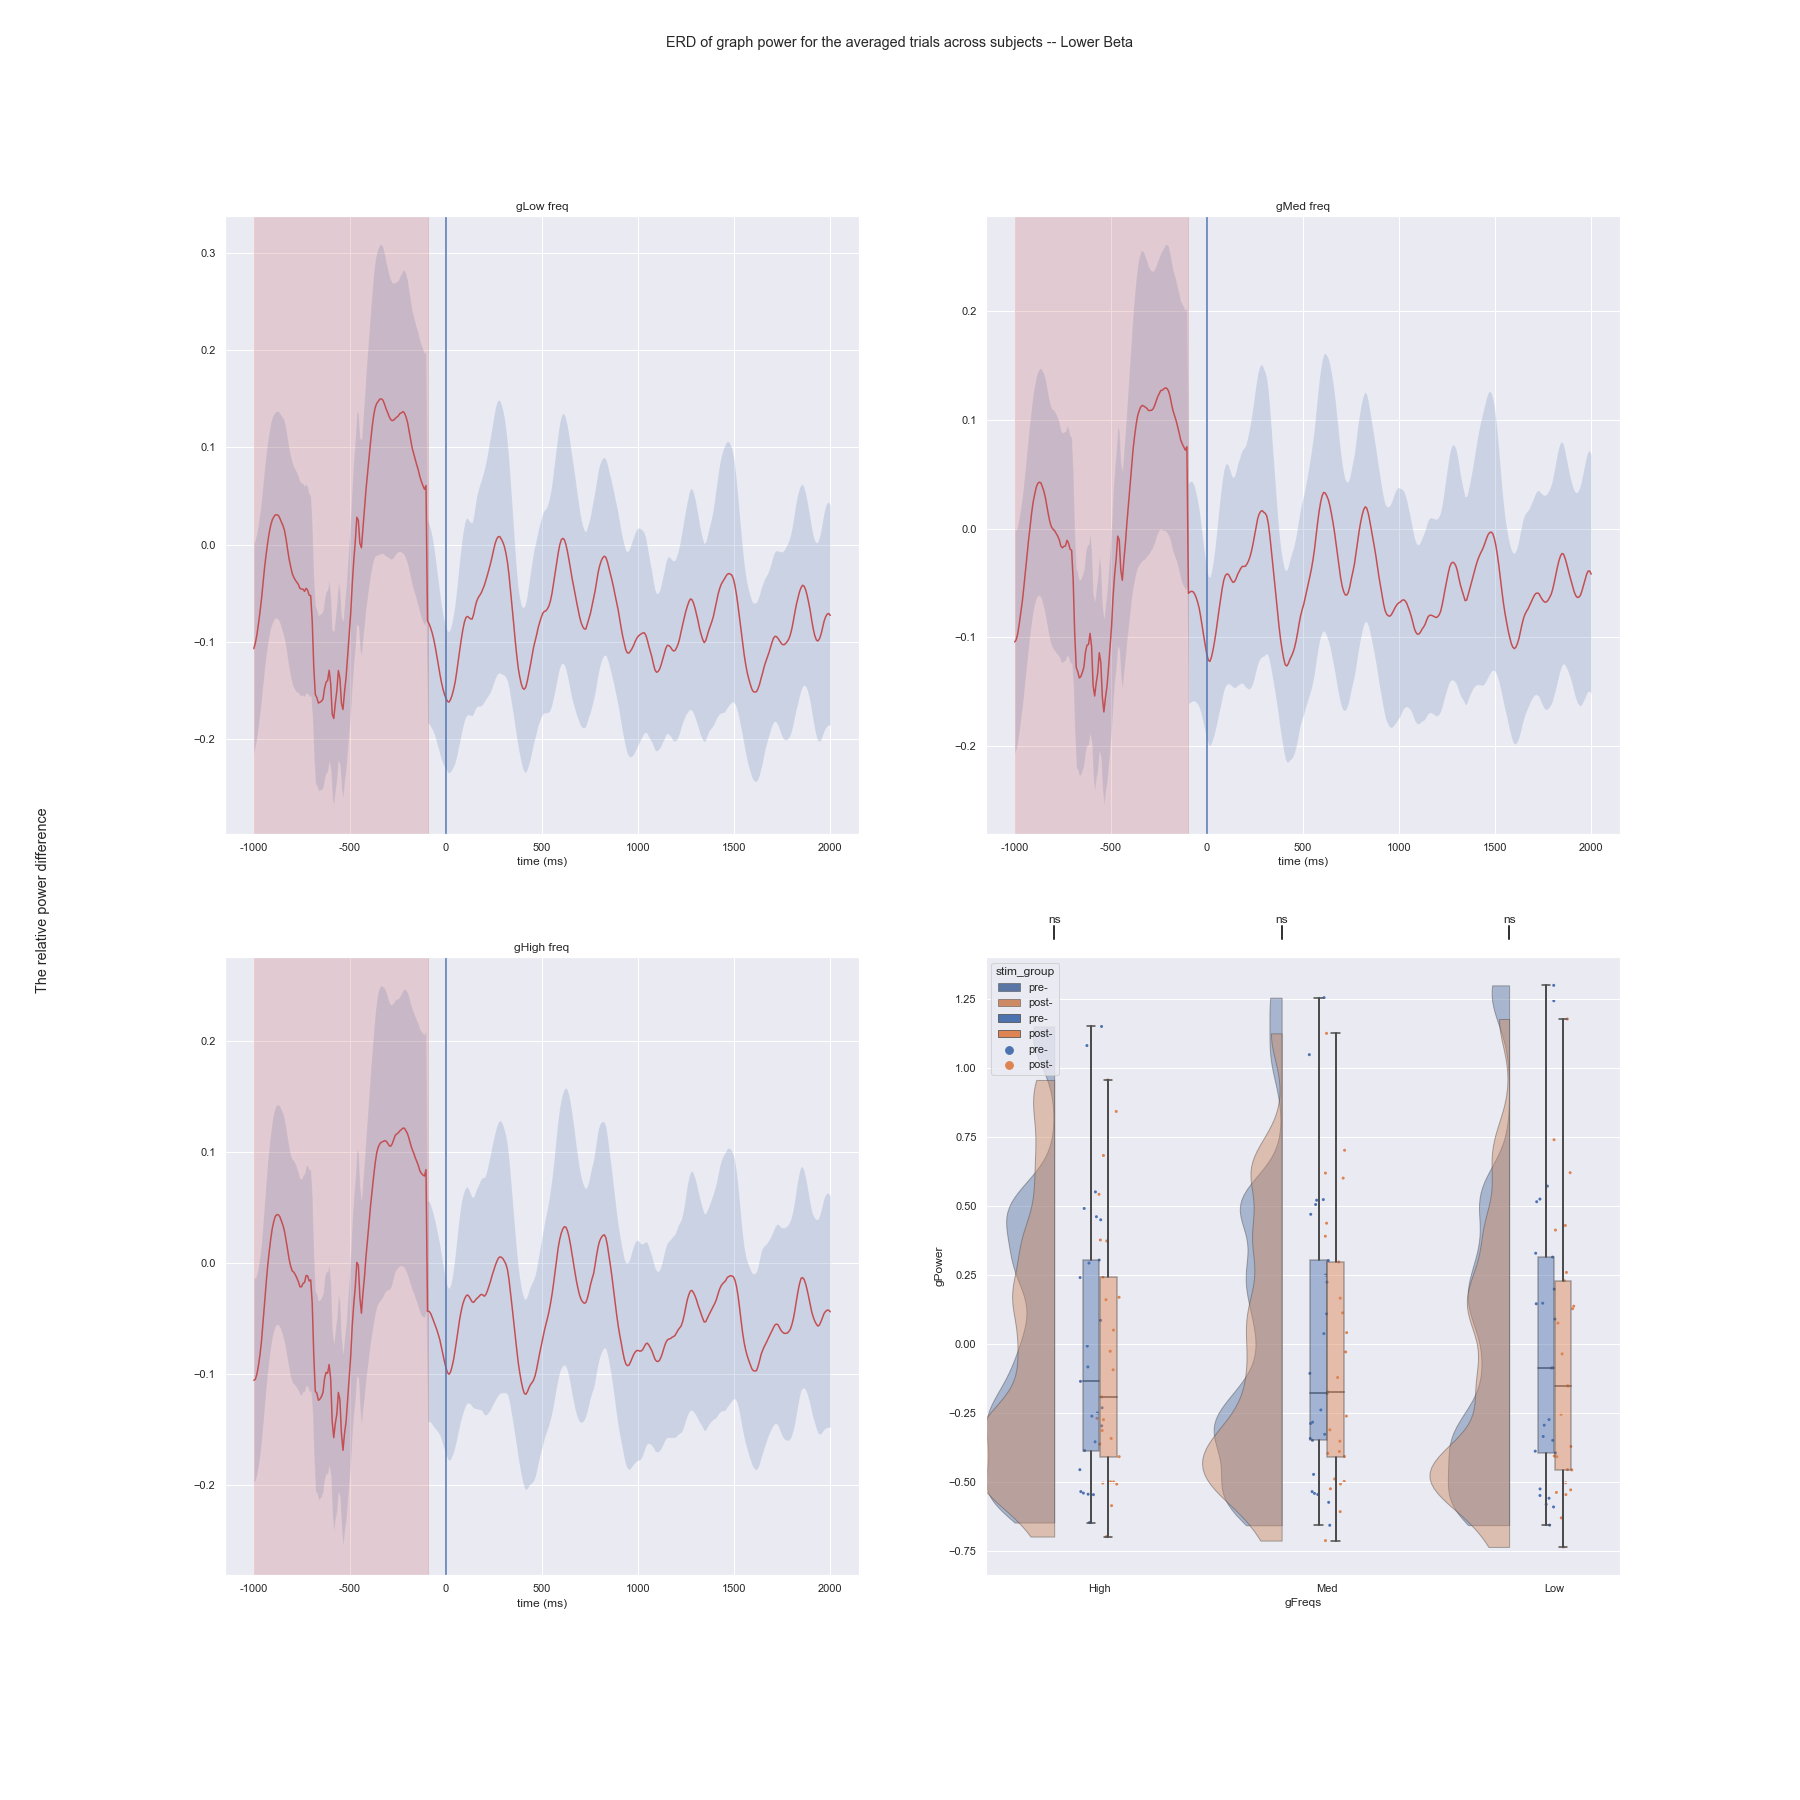 ERD of graph power for the averaged trials across subjects -- Lower Beta
The relative power difference
gLow freq
0.3
0.2
0.1
0.0
−0.1
−0.2
-1000 -500 0 500 1000 1500 2000
time (ms)
gMed freq
0.2
0.1
0.0
−0.1
−0.2
-1000 -500 0 500 1000 1500 2000
time (ms)
gHigh freq
0.2
0.1
0.0
−0.1
−0.2
-1000 -500 0 500 1000 1500 2000
time (ms)
ns ns ns
stim_group
pre-
post-
pre-
post-
pre-
post-
gPower
1.25
1.00
0.75
0.50
0.25
0.00
−0.25
−0.50
−0.75
High Med Low
gFreqs